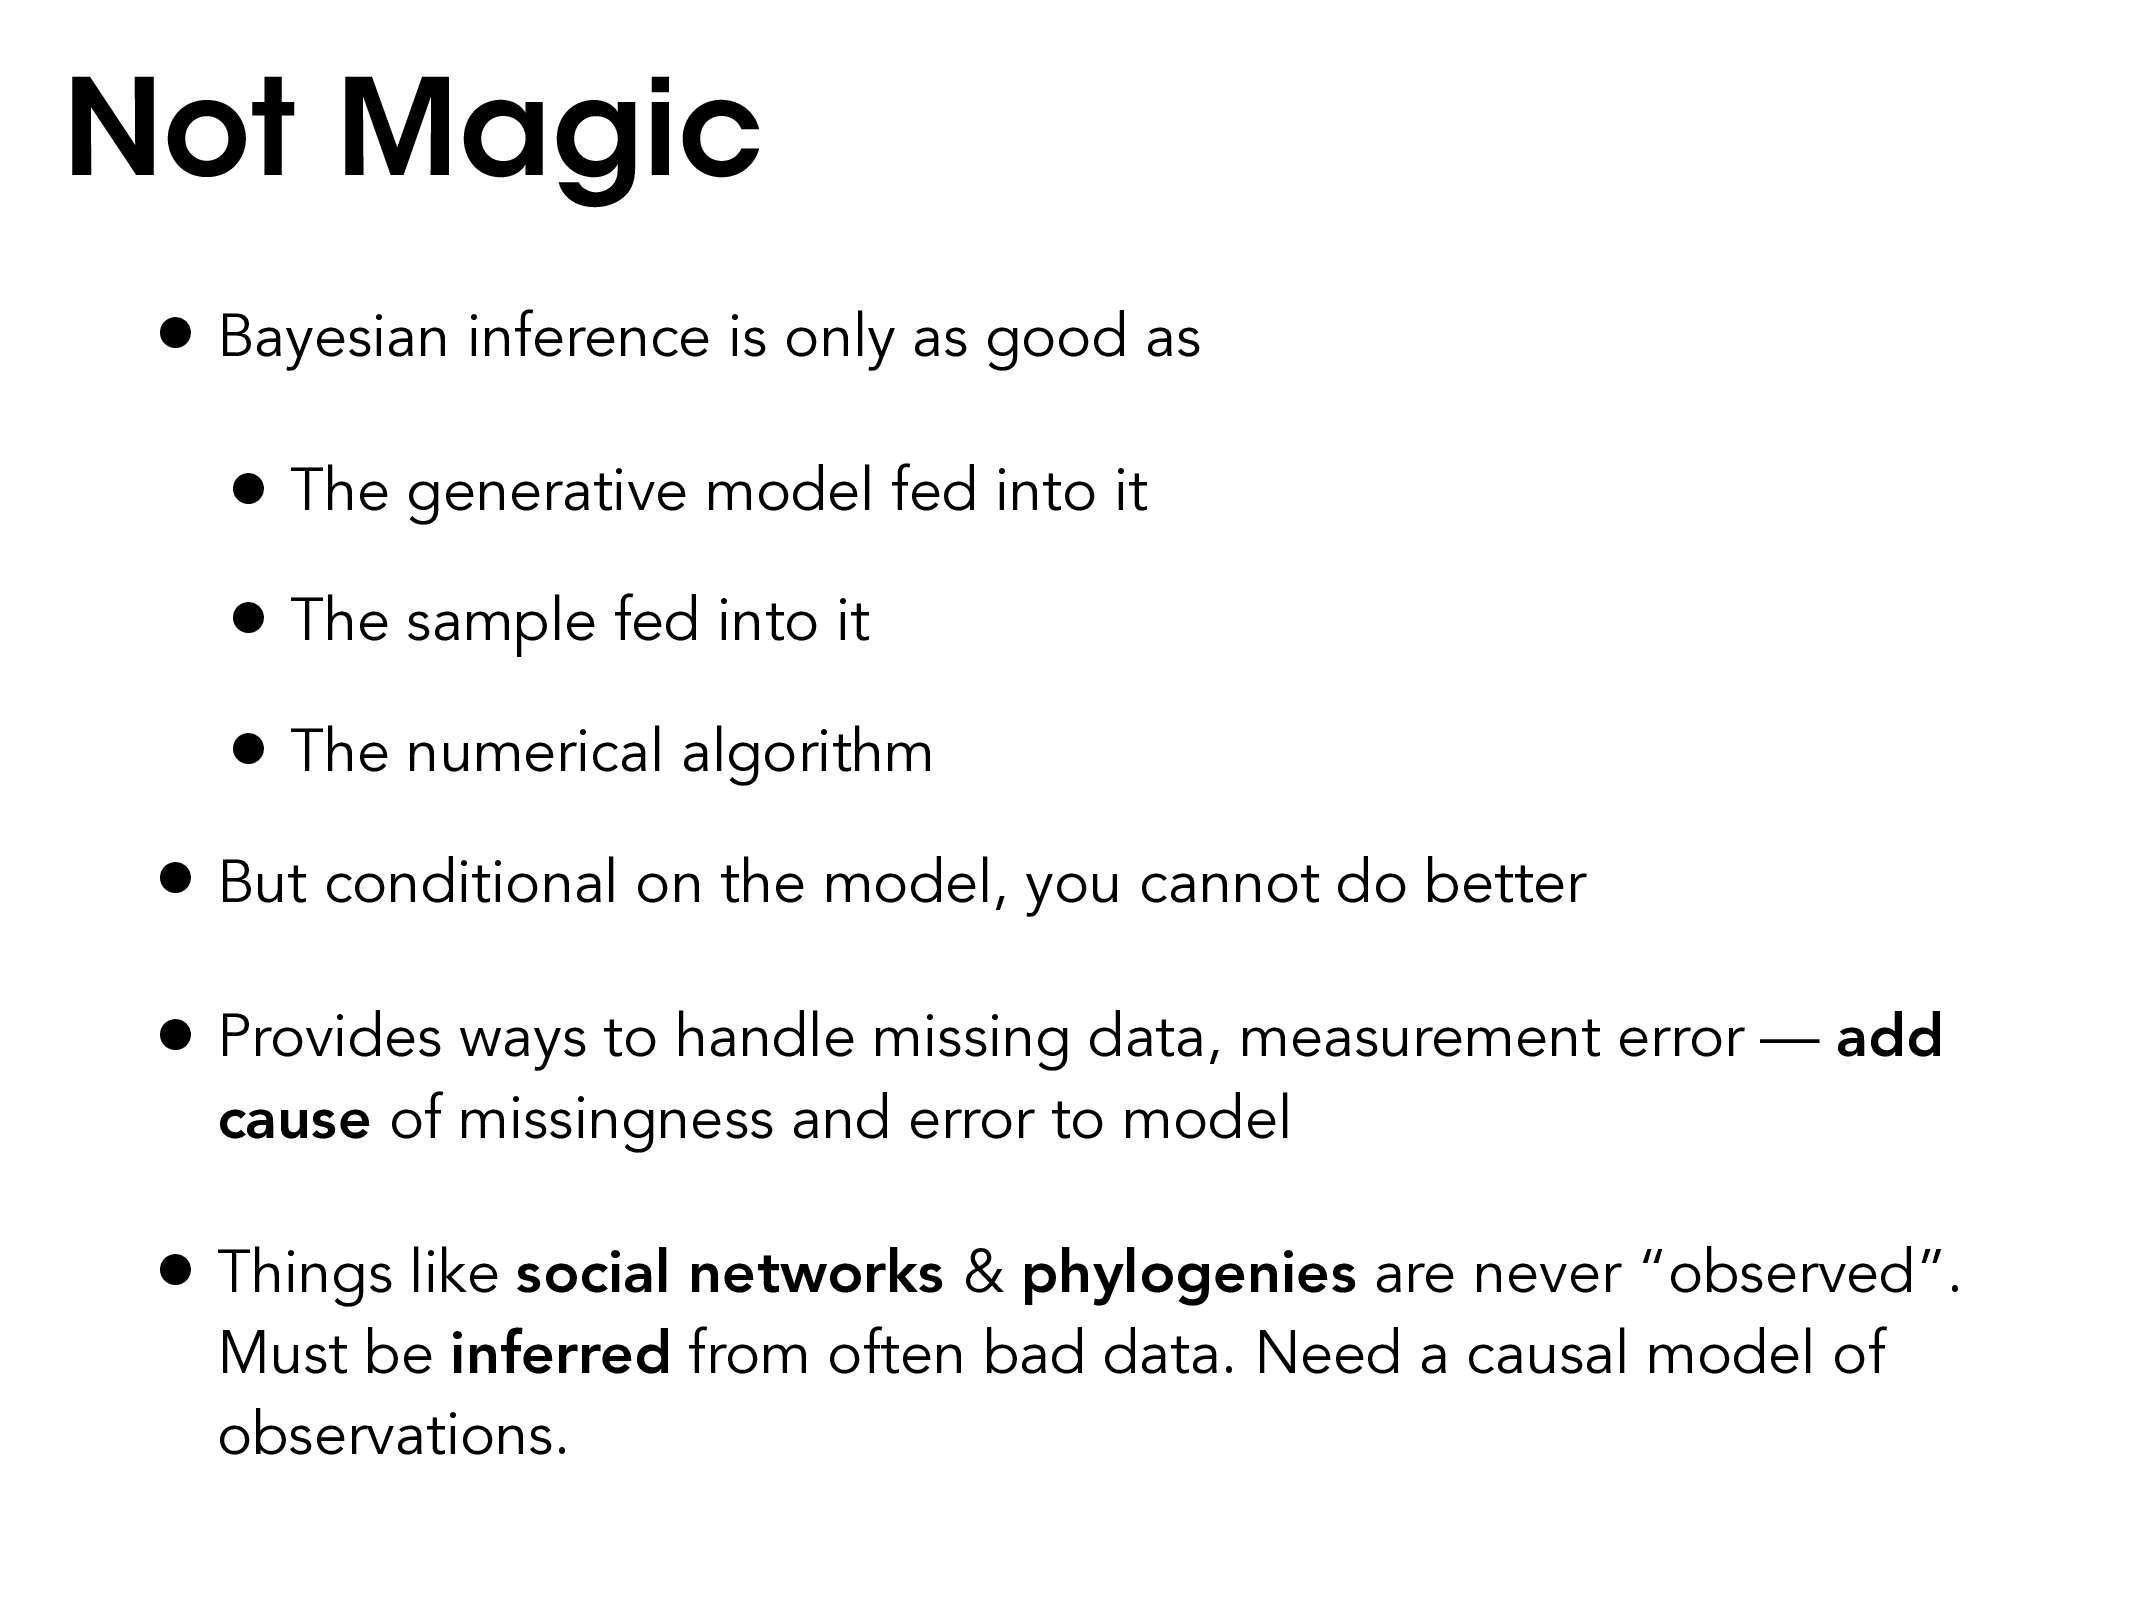 Not Magic
• Bayesian inference is only as good as
• The generative model fed into it
• The sample fed into it
• The numerical algorithm
• But conditional on the model, you cannot do better
• Provides ways to handle missing data, measurement error — add
cause of missingness and error to model
• Things like social networks & phylogenies are never “observed”.
Must be inferred from often bad data. Need a causal model of
observations.